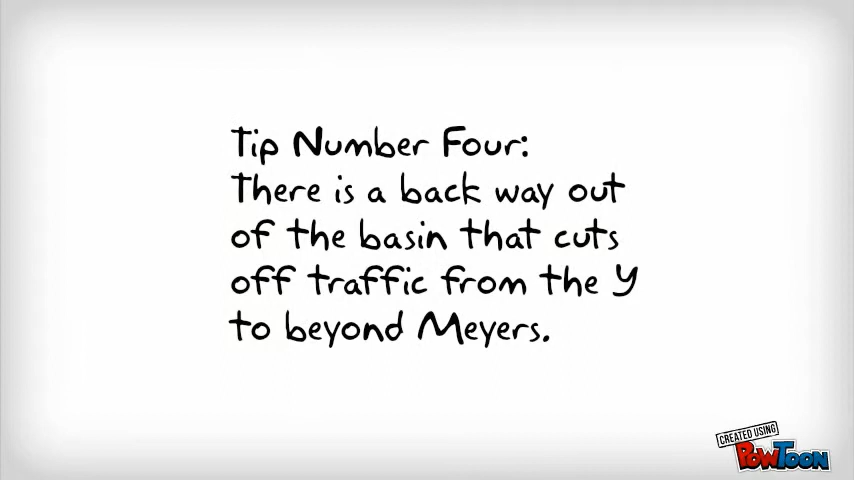 Tip Number Four:
There is a back way out
of the basin that cuts
off traffic from the Y
to beyond Meyers.
CREATED USING
POWTOON